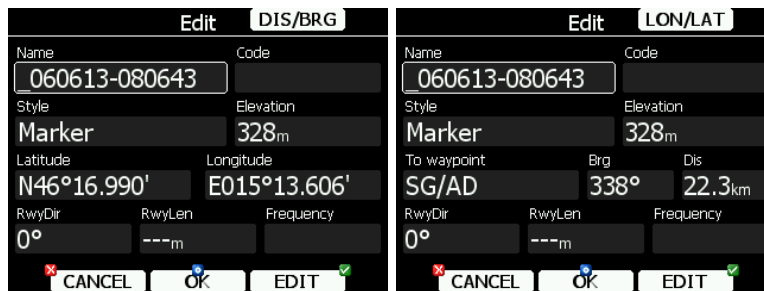 Edit DIS/BRG
Name Code
_060613-080643
Style Elevation
Marker 328m
Latitude Longitude
N46°16.990' E015°13.606'
RwyDir RwyLen Frequency
0° ---m
CANCEL OK EDIT
Edit LON/LAT
Name Code
_060613-080643
Style Elevation
Marker 328m
To waypoint Brg Dis
SG/AD 338° 22.3km
RwyDir RwyLen Frequency
0° ---m
CANCEL OK EDIT